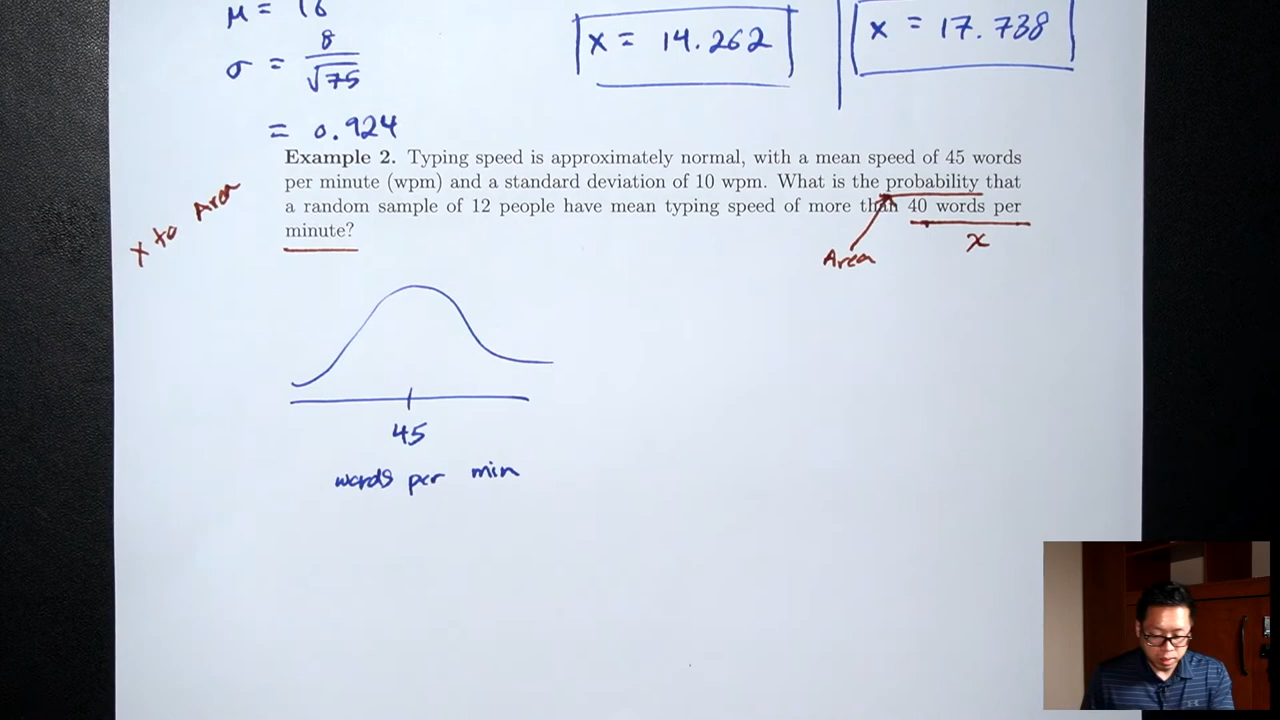 μ = 16
σ = 8/√75
= 0.924
x = 14.262
x = 17.738
Example 2. Typing speed is approximately normal, with a mean speed of 45 words
per minute (wpm) and a standard deviation of 10 wpm. What is the probability that
a random sample of 12 people have mean typing speed of more than 40 words per
minute?
x to Area
Area
x
45
words per min